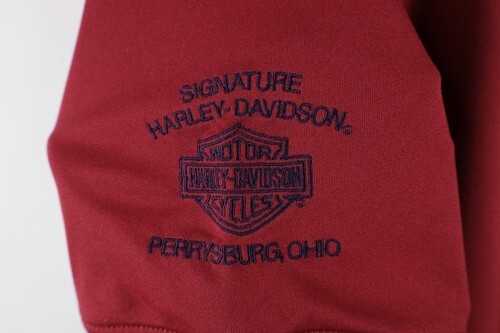 SIGNATURE
HARLEY-DAVIDSON®
MOTOR
HARLEY-DAVIDSON
CYCLES
PERRYSBURG, OHIO